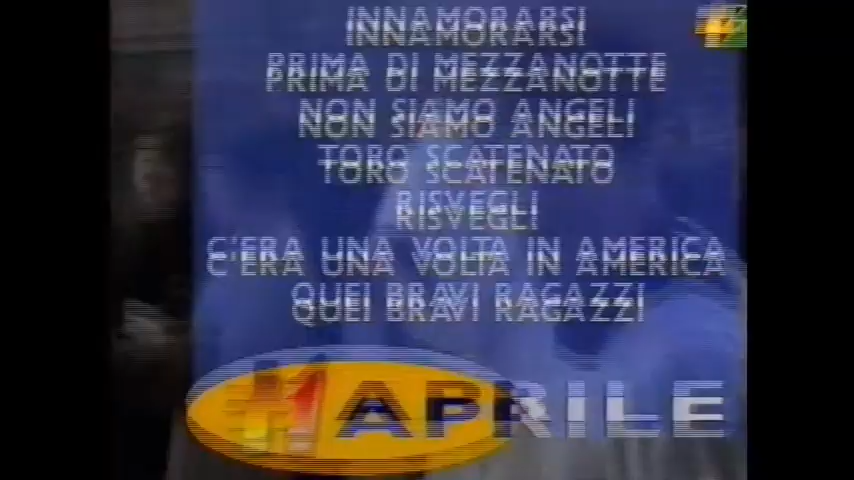 INNAMORARSI
PRIMA DI MEZZANOTTE
NON SIAMO ANGELI
TORO SCATENATO
RISVEGLI
C'ERA UNA VOLTA IN AMERICA
QUEI BRAVI RAGAZZI
+1 APRILE